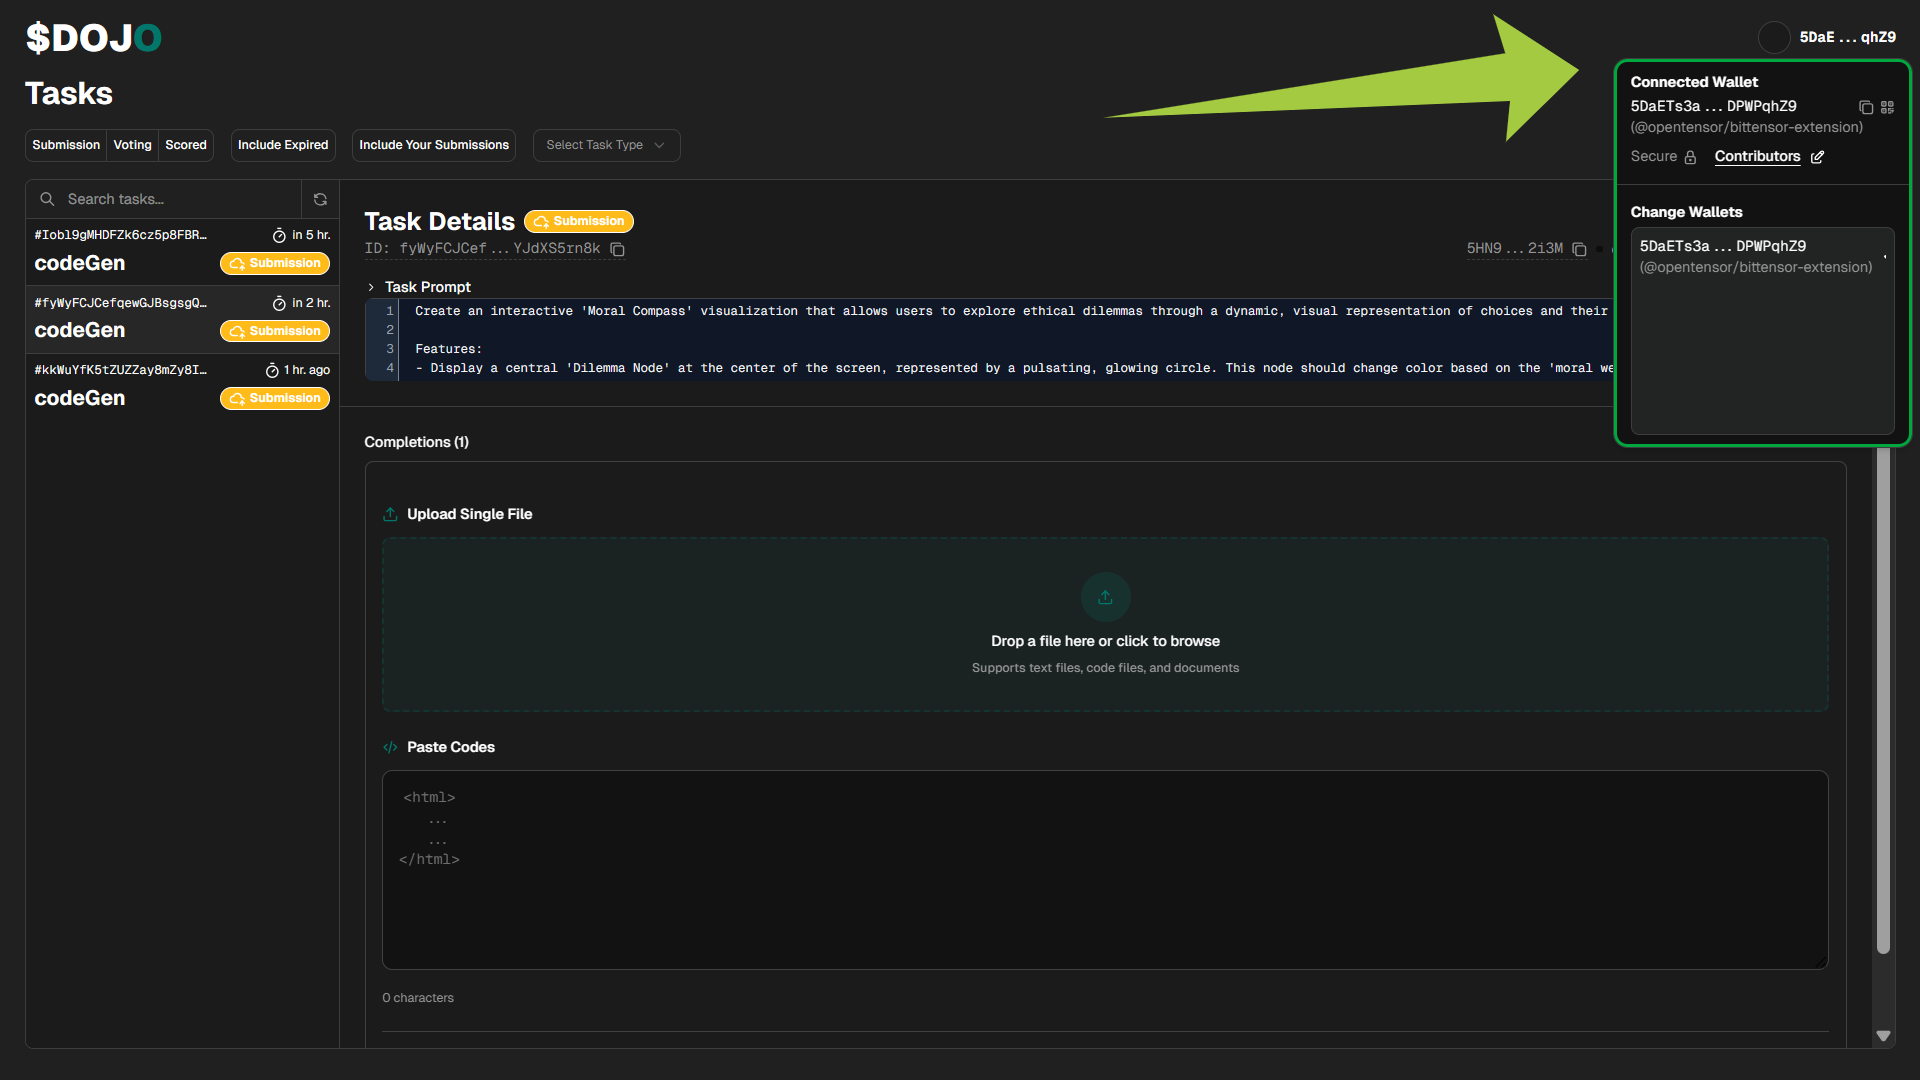 $DOJO
5DaE ... qhZ9
Tasks
Submission Voting Scored Include Expired Include Your Submissions Select Task Type
Connected Wallet
5DaETs3a ... DPWPqhZ9
(@opentensor/bittensor-extension)
Secure Contributors
Change Wallets
5DaETs3a ... DPWPqhZ9
(@opentensor/bittensor-extension)
Search tasks...
#Iobl9gMHDFZk6cz5p8FBR... in 5 hr.
codeGen Submission
#fyWyFCJCefqewGJBsgsgQ... in 2 hr.
codeGen Submission
#kkWuYfK5tZUZZay8mZy8I... 1 hr. ago
codeGen Submission
Task Details Submission
ID: fyWyFCJCef ... YJdXS5rn8k 5HN9 ... 2i3M
Task Prompt
1 Create an interactive 'Moral Compass' visualization that allows users to explore ethical dilemmas through a dynamic, visual representation of choices and their
2
3 Features:
4 - Display a central 'Dilemma Node' at the center of the screen, represented by a pulsating, glowing circle. This node should change color based on the 'moral we
Completions (1)
Upload Single File
Drop a file here or click to browse
Supports text files, code files, and documents
</> Paste Codes
<html>
...
...
</html>
0 characters